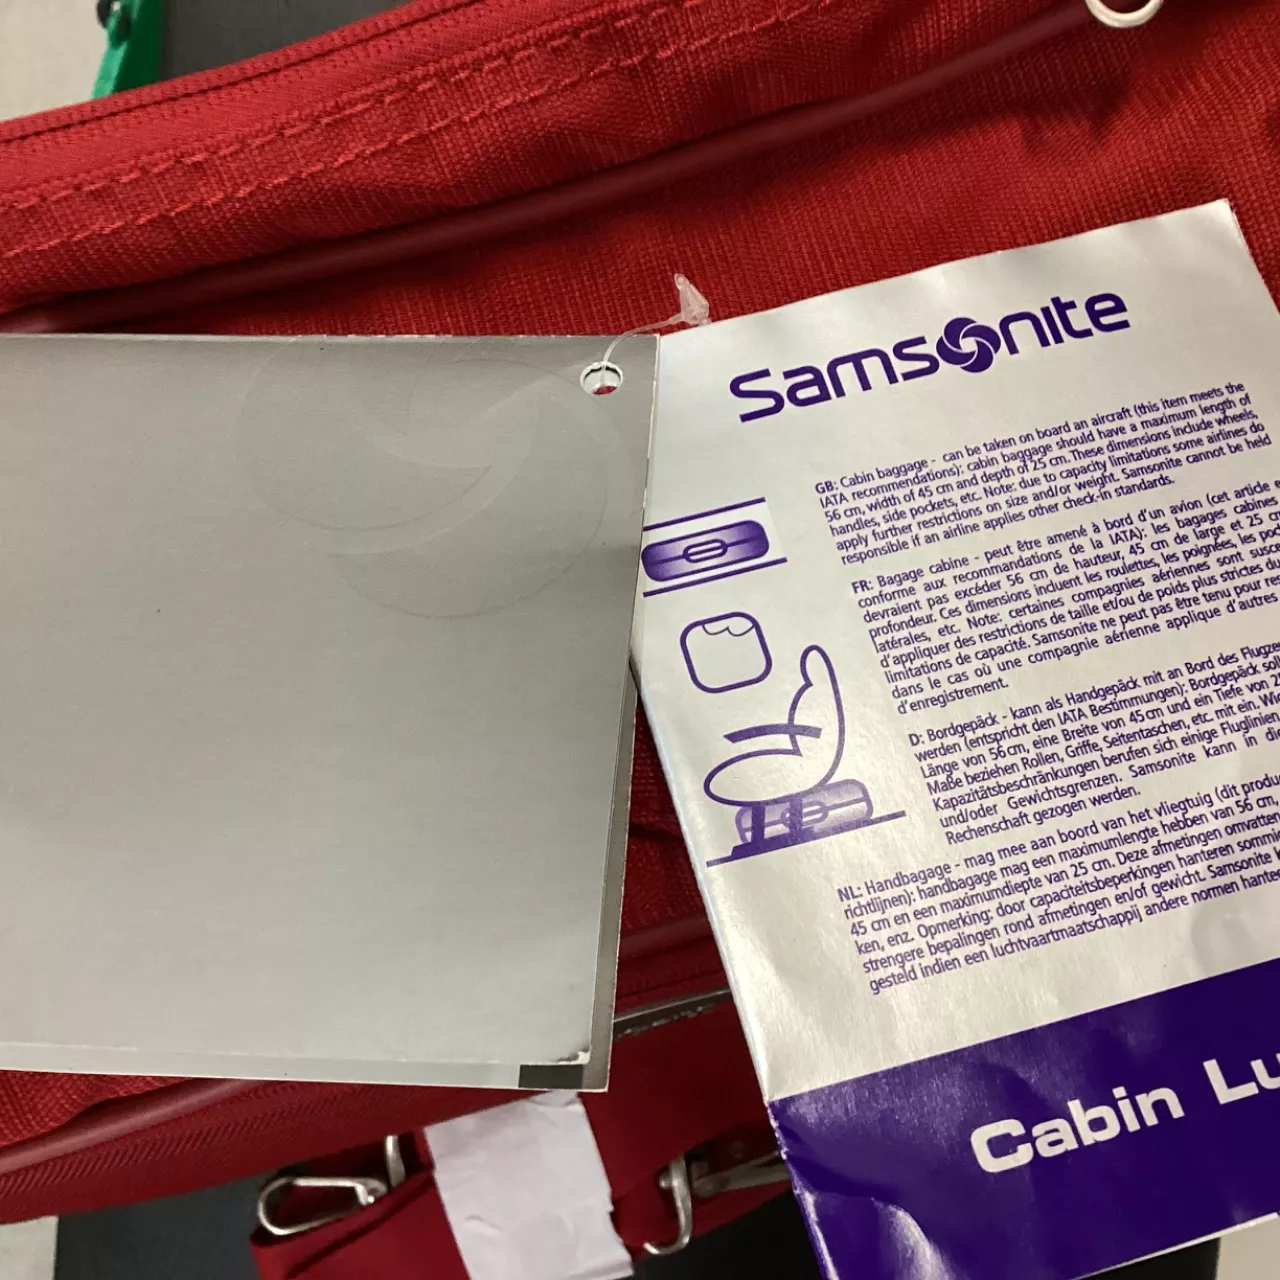 Samsonite
GB: Cabin baggage - can be taken on board an aircraft (this item meets the
IATA recommendations); cabin baggage should have a maximum length of
56 cm, width of 45 cm and depth of 25 cm. These dimensions include wheels,
handles, side pockets, etc. Note: due to capacity limitations some airlines do
apply further restrictions on size and/or weight. Samsonite cannot be held
responsible if an airline applies other check-in standards.
FR: Bagage cabine - peut être amené à bord d'un avion (cet article
conforme aux recommandations de la IATA); les bagages cabines
devraient pas excéder 56 cm de hauteur, 45 cm de large et 25 cm
profondeur. Ces dimensions incluent les roulettes, les poignées, les
latérales, etc. Note: certaines compagnies aériennes sont
d'appliquer des restrictions de taille et/ou de poids plus strictes
limitations de capacité. Samsonite ne peut pas être tenu pour
dans le cas où une compagnie aérienne applique d'autres
d'enregistrement.
D: Bordgepäck - kann als Handgepäck mit an Bord des
werden (entspricht den IATA Bestimmungen); Bordgepäck
Länge von 56cm, eine Breite von 45cm und ein Tiefe von
Maße beziehen Rollen, Griffe, Seitentaschen, etc. mit ein.
Kapazitätsbeschränkungen berufen sich einige Fluglinien
und/oder Gewichtsgrenzen. Samsonite kann in
Rechenschaft gezogen werden.
NL: Handbagage - mag mee aan boord van het vliegtuig (dit
richtlijnen); handbagage mag een maximumlengte hebben van 56 cm,
45 cm en een maximumdiepte van 25 cm. Deze afmetingen omvatten
ken, enz. Opmerking: door capaciteitsbeperkingen hanteren
strengere bepalingen rond afmetingen en/of gewicht. Samsonite
gesteld indien een luchtvaartmaatschappij andere normen
Cabin Lu